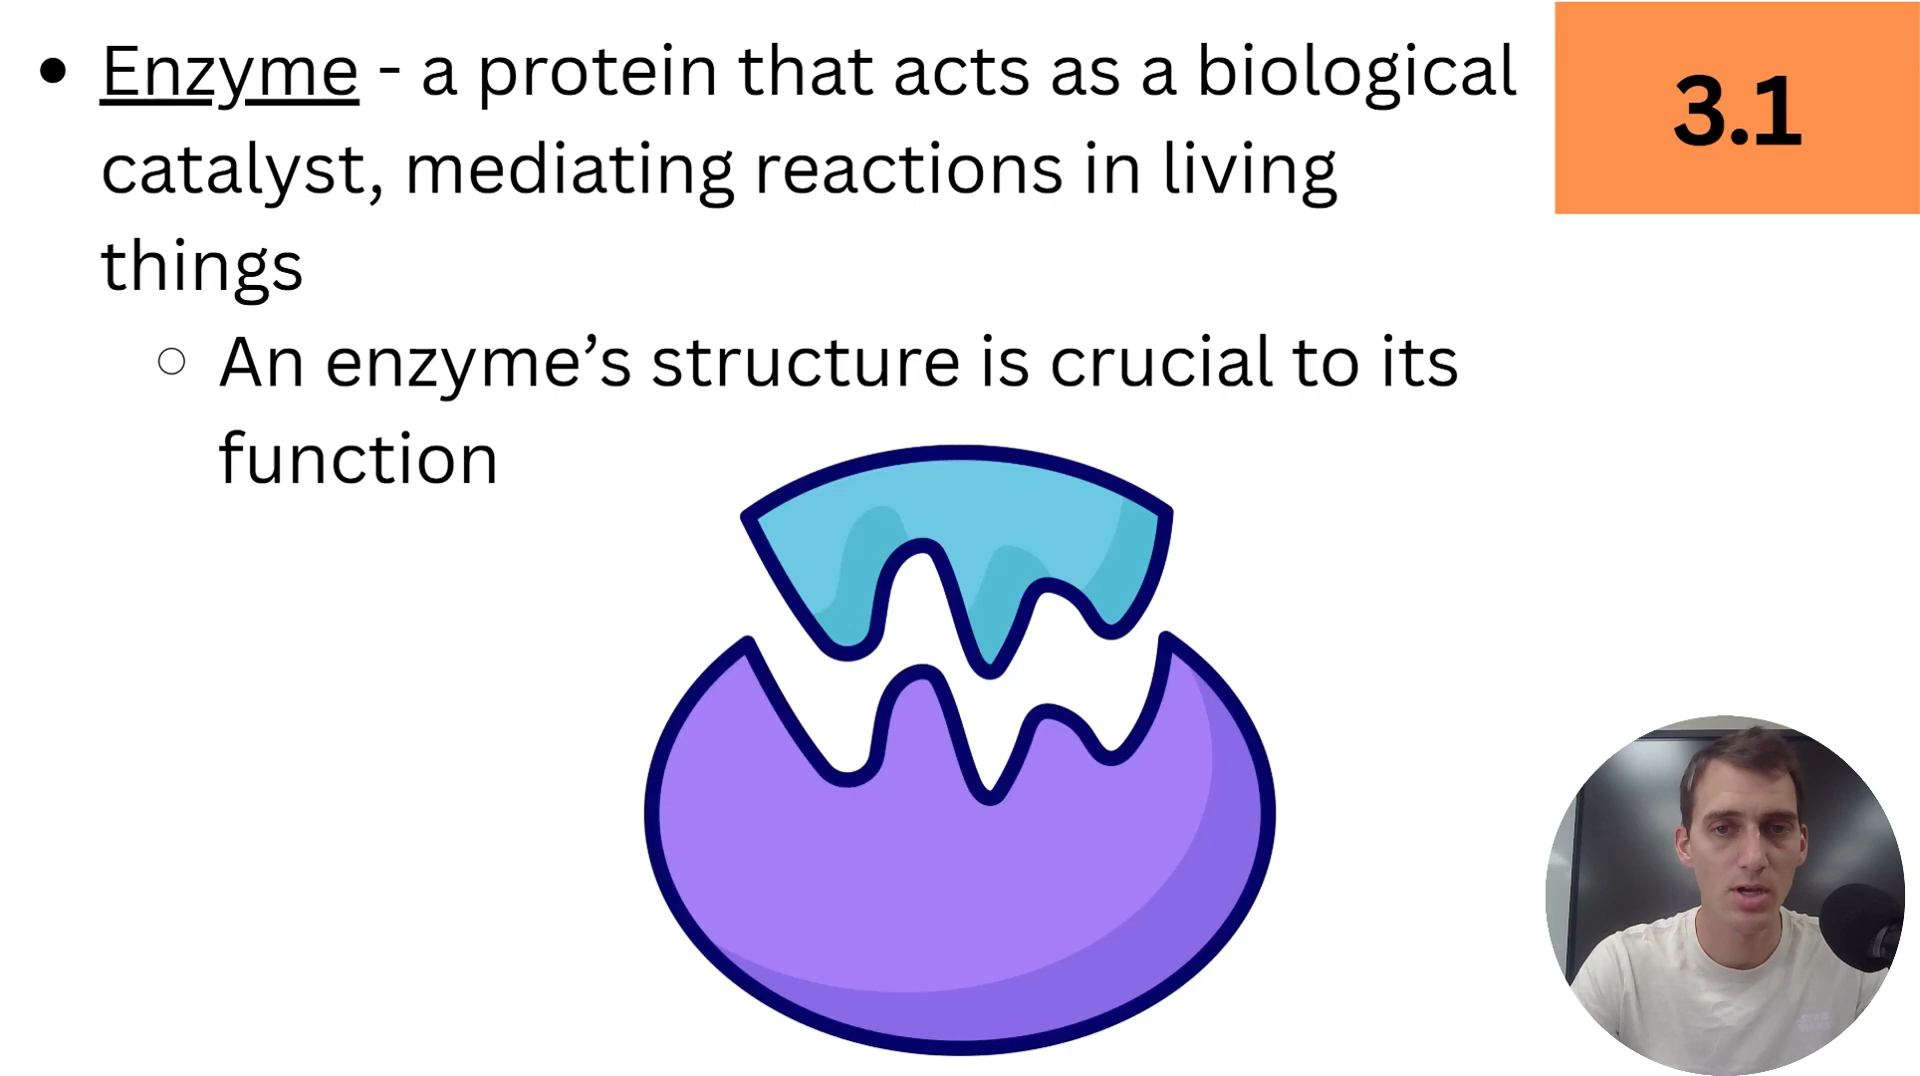 Enzyme - a protein that acts as a biological
catalyst, mediating reactions in living
things
An enzyme’s structure is crucial to its
function
3.1